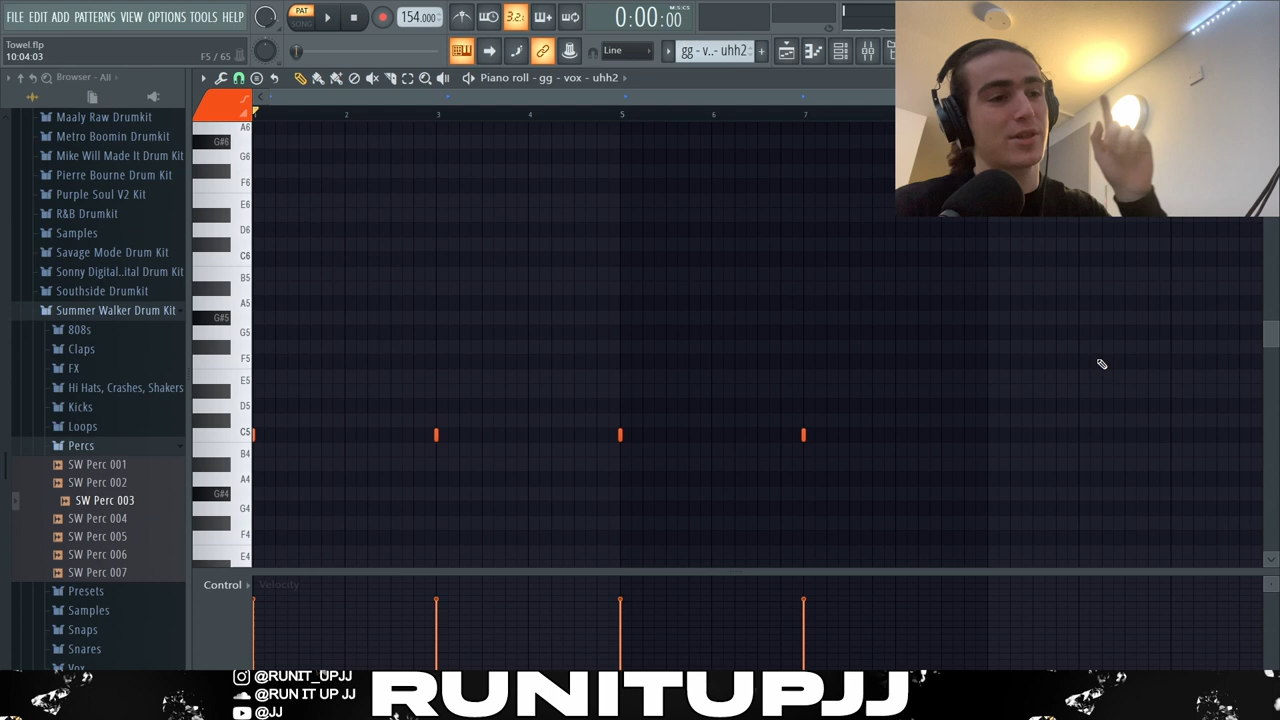 FILE EDIT ADD PATTERNS VIEW OPTIONS TOOLS HELP
PAT
SONG
154.000
3.2.
0:00:00
M:S:CS
Towel.flp
10:04:03
F5 / 65
Line
gg - v..- uhh2
Browser - All
Piano roll - gg - vox - uhh2
Maaly Raw Drumkit
Metro Boomin Drumkit
Mike Will Made It Drum Kit
Pierre Bourne Drum Kit
Purple Soul V2 Kit
R&B Drumkit
Samples
Savage Mode Drum Kit
Sonny Digital..ital Drum Kit
Southside Drumkit
Summer Walker Drum Kit
808s
Claps
FX
Hi Hats, Crashes, Shakers
Kicks
Loops
Percs
SW Perc 001
SW Perc 002
SW Perc 003
SW Perc 004
SW Perc 005
SW Perc 006
SW Perc 007
Presets
Samples
Snaps
Snares
Vox
2 3 4 5 6 7
A6
G#6
G6
F6
E6
D6
C6
B5
A5
G#5
G5
F5
E5
D5
C5
B4
A4
G#4
G4
F4
E4
Control
Velocity
@RUNIT_UPJJ
@RUN IT UP JJ
@JJ
RUNITUPJJ